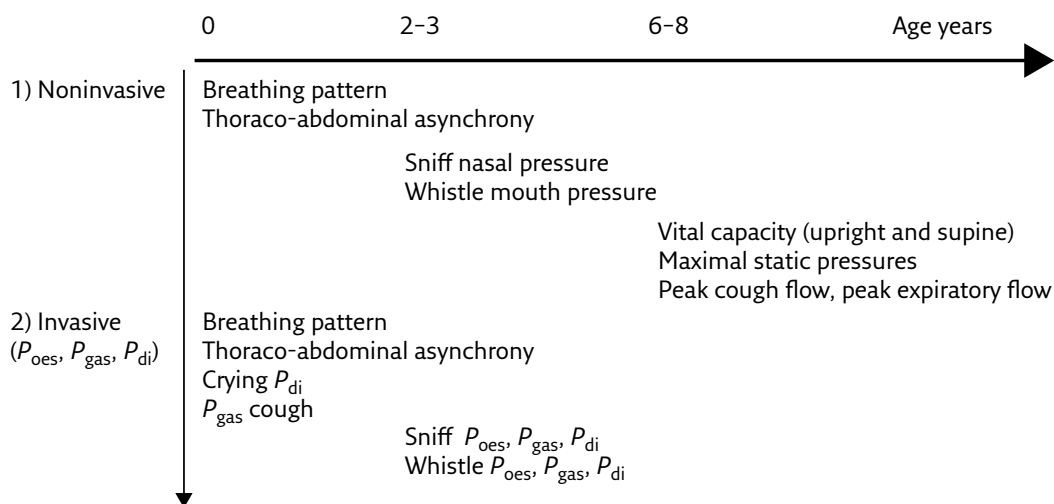 0 2–3 6–8 Age years
1) Noninvasive Breathing pattern
Thoraco-abdominal asynchrony
Sniff nasal pressure
Whistle mouth pressure
Vital capacity (upright and supine)
Maximal static pressures
Peak cough flow, peak expiratory flow
2) Invasive Breathing pattern
(Poes, Pgas, Pdi) Thoraco-abdominal asynchrony
Crying Pdi
Pgas cough
Sniff Poes, Pgas, Pdi
Whistle Poes, Pgas, Pdi